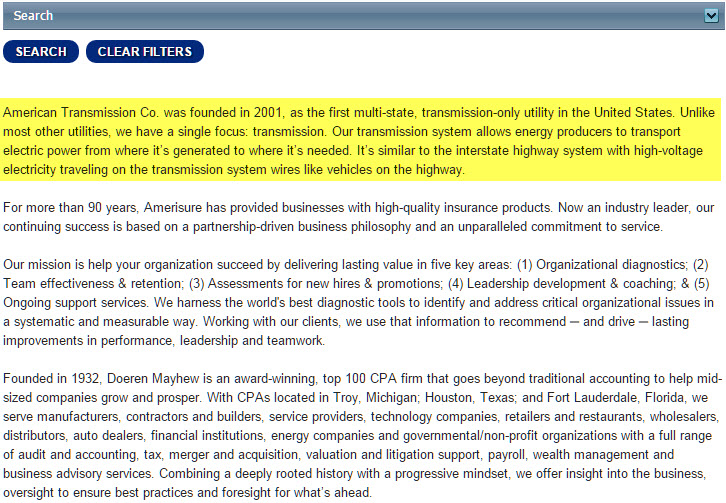 Search
SEARCH CLEAR FILTERS
American Transmission Co. was founded in 2001, as the first multi-state, transmission-only utility in the United States. Unlike
most other utilities, we have a single focus: transmission. Our transmission system allows energy producers to transport
electric power from where it's generated to where it's needed. It's similar to the interstate highway system with high-voltage
electricity traveling on the transmission system wires like vehicles on the highway.
For more than 90 years, Amerisure has provided businesses with high-quality insurance products. Now an industry leader, our
continuing success is based on a partnership-driven business philosophy and an unparalleled commitment to service.
Our mission is help your organization succeed by delivering lasting value in five key areas: (1) Organizational diagnostics; (2)
Team effectiveness & retention; (3) Assessments for new hires & promotions; (4) Leadership development & coaching; & (5)
Ongoing support services. We harness the world's best diagnostic tools to identify and address critical organizational issues in
a systematic and measurable way. Working with our clients, we use that information to recommend — and drive — lasting
improvements in performance, leadership and teamwork.
Founded in 1932, Doeren Mayhew is an award-winning, top 100 CPA firm that goes beyond traditional accounting to help mid-
sized companies grow and prosper. With CPAs located in Troy, Michigan; Houston, Texas; and Fort Lauderdale, Florida, we
serve manufacturers, contractors and builders, service providers, technology companies, retailers and restaurants, wholesalers,
distributors, auto dealers, financial institutions, energy companies and governmental/non-profit organizations with a full range
of audit and accounting, tax, merger and acquisition, valuation and litigation support, payroll, wealth management and
business advisory services. Combining a deeply rooted history with a progressive mindset, we offer insight into the business,
oversight to ensure best practices and foresight for what's ahead.